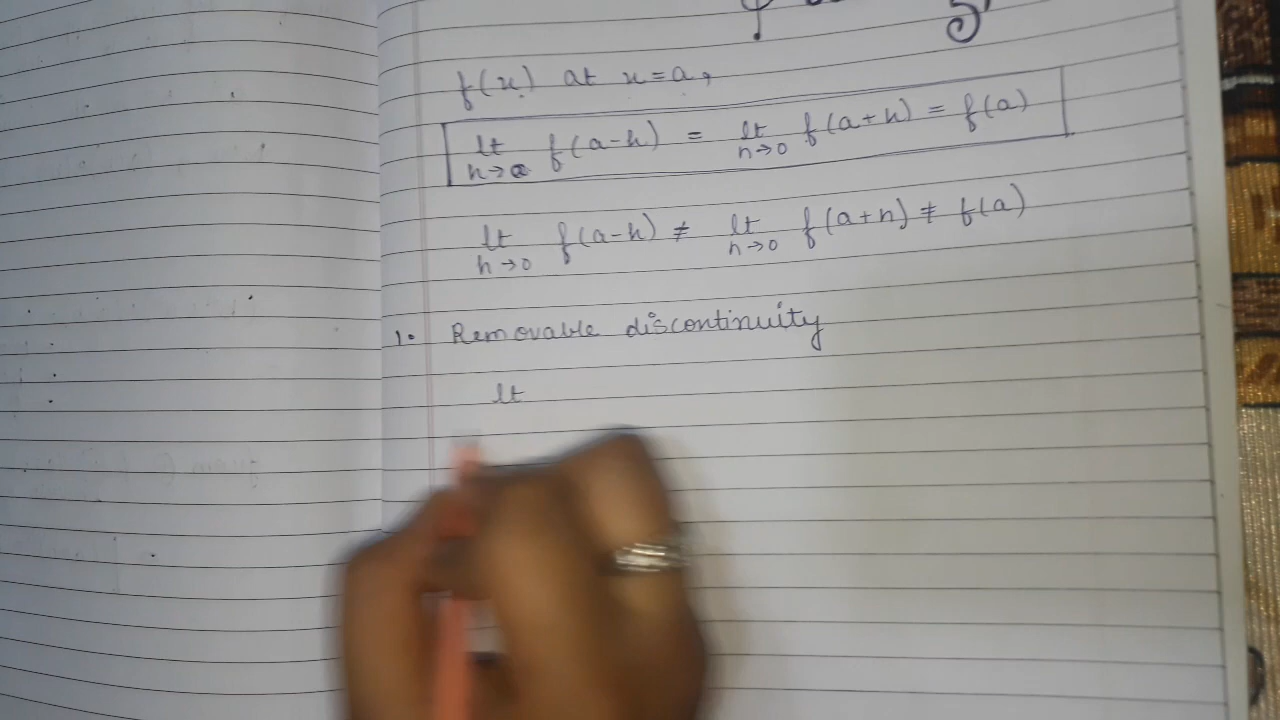 f(x) at x=a,
lt h→0 f(a-h) = lt h→0 f(a+h) = f(a)
lt h→0 f(a-h) ≠ lt h→0 f(a+h) ≠ f(a)
1. Removable discontinuity
lt